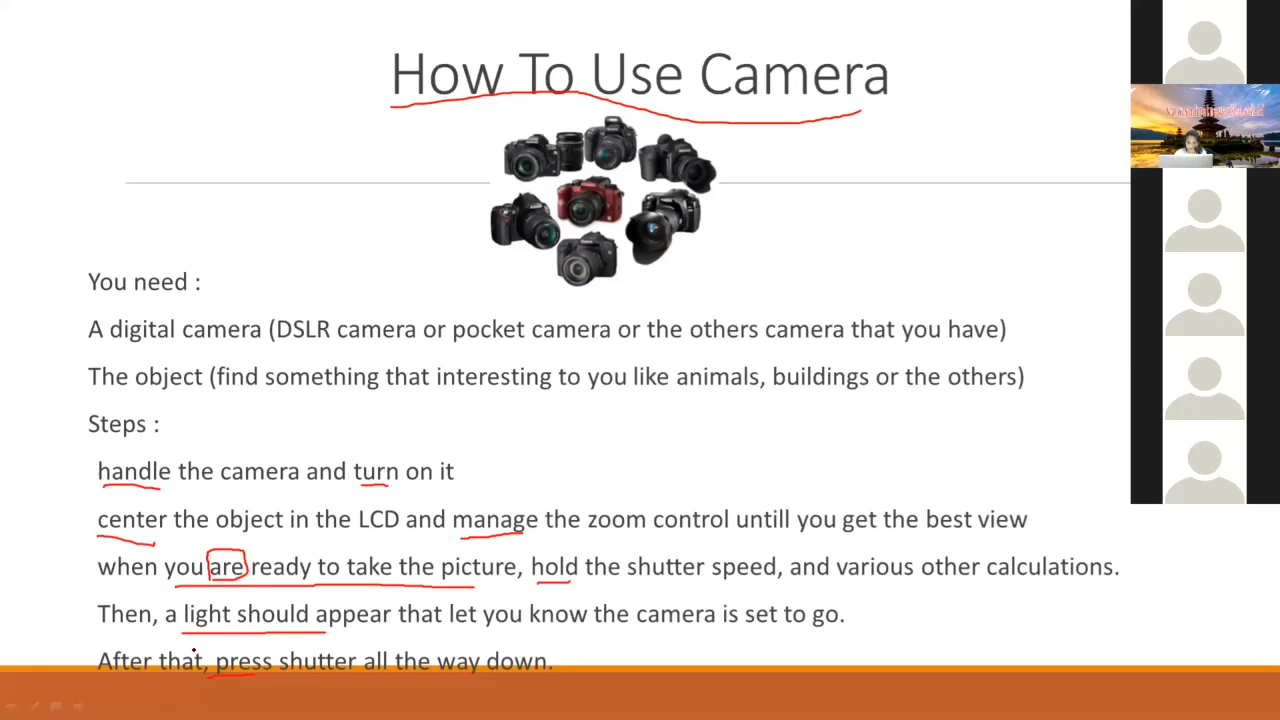 How To Use Camera
You need :
A digital camera (DSLR camera or pocket camera or the others camera that you have)
The object (find something that interesting to you like animals, buildings or the others)
Steps :
handle the camera and turn on it
center the object in the LCD and manage the zoom control untill you get the best view
when you are ready to take the picture, hold the shutter speed, and various other calculations.
Then, a light should appear that let you know the camera is set to go.
After that, press shutter all the way down.